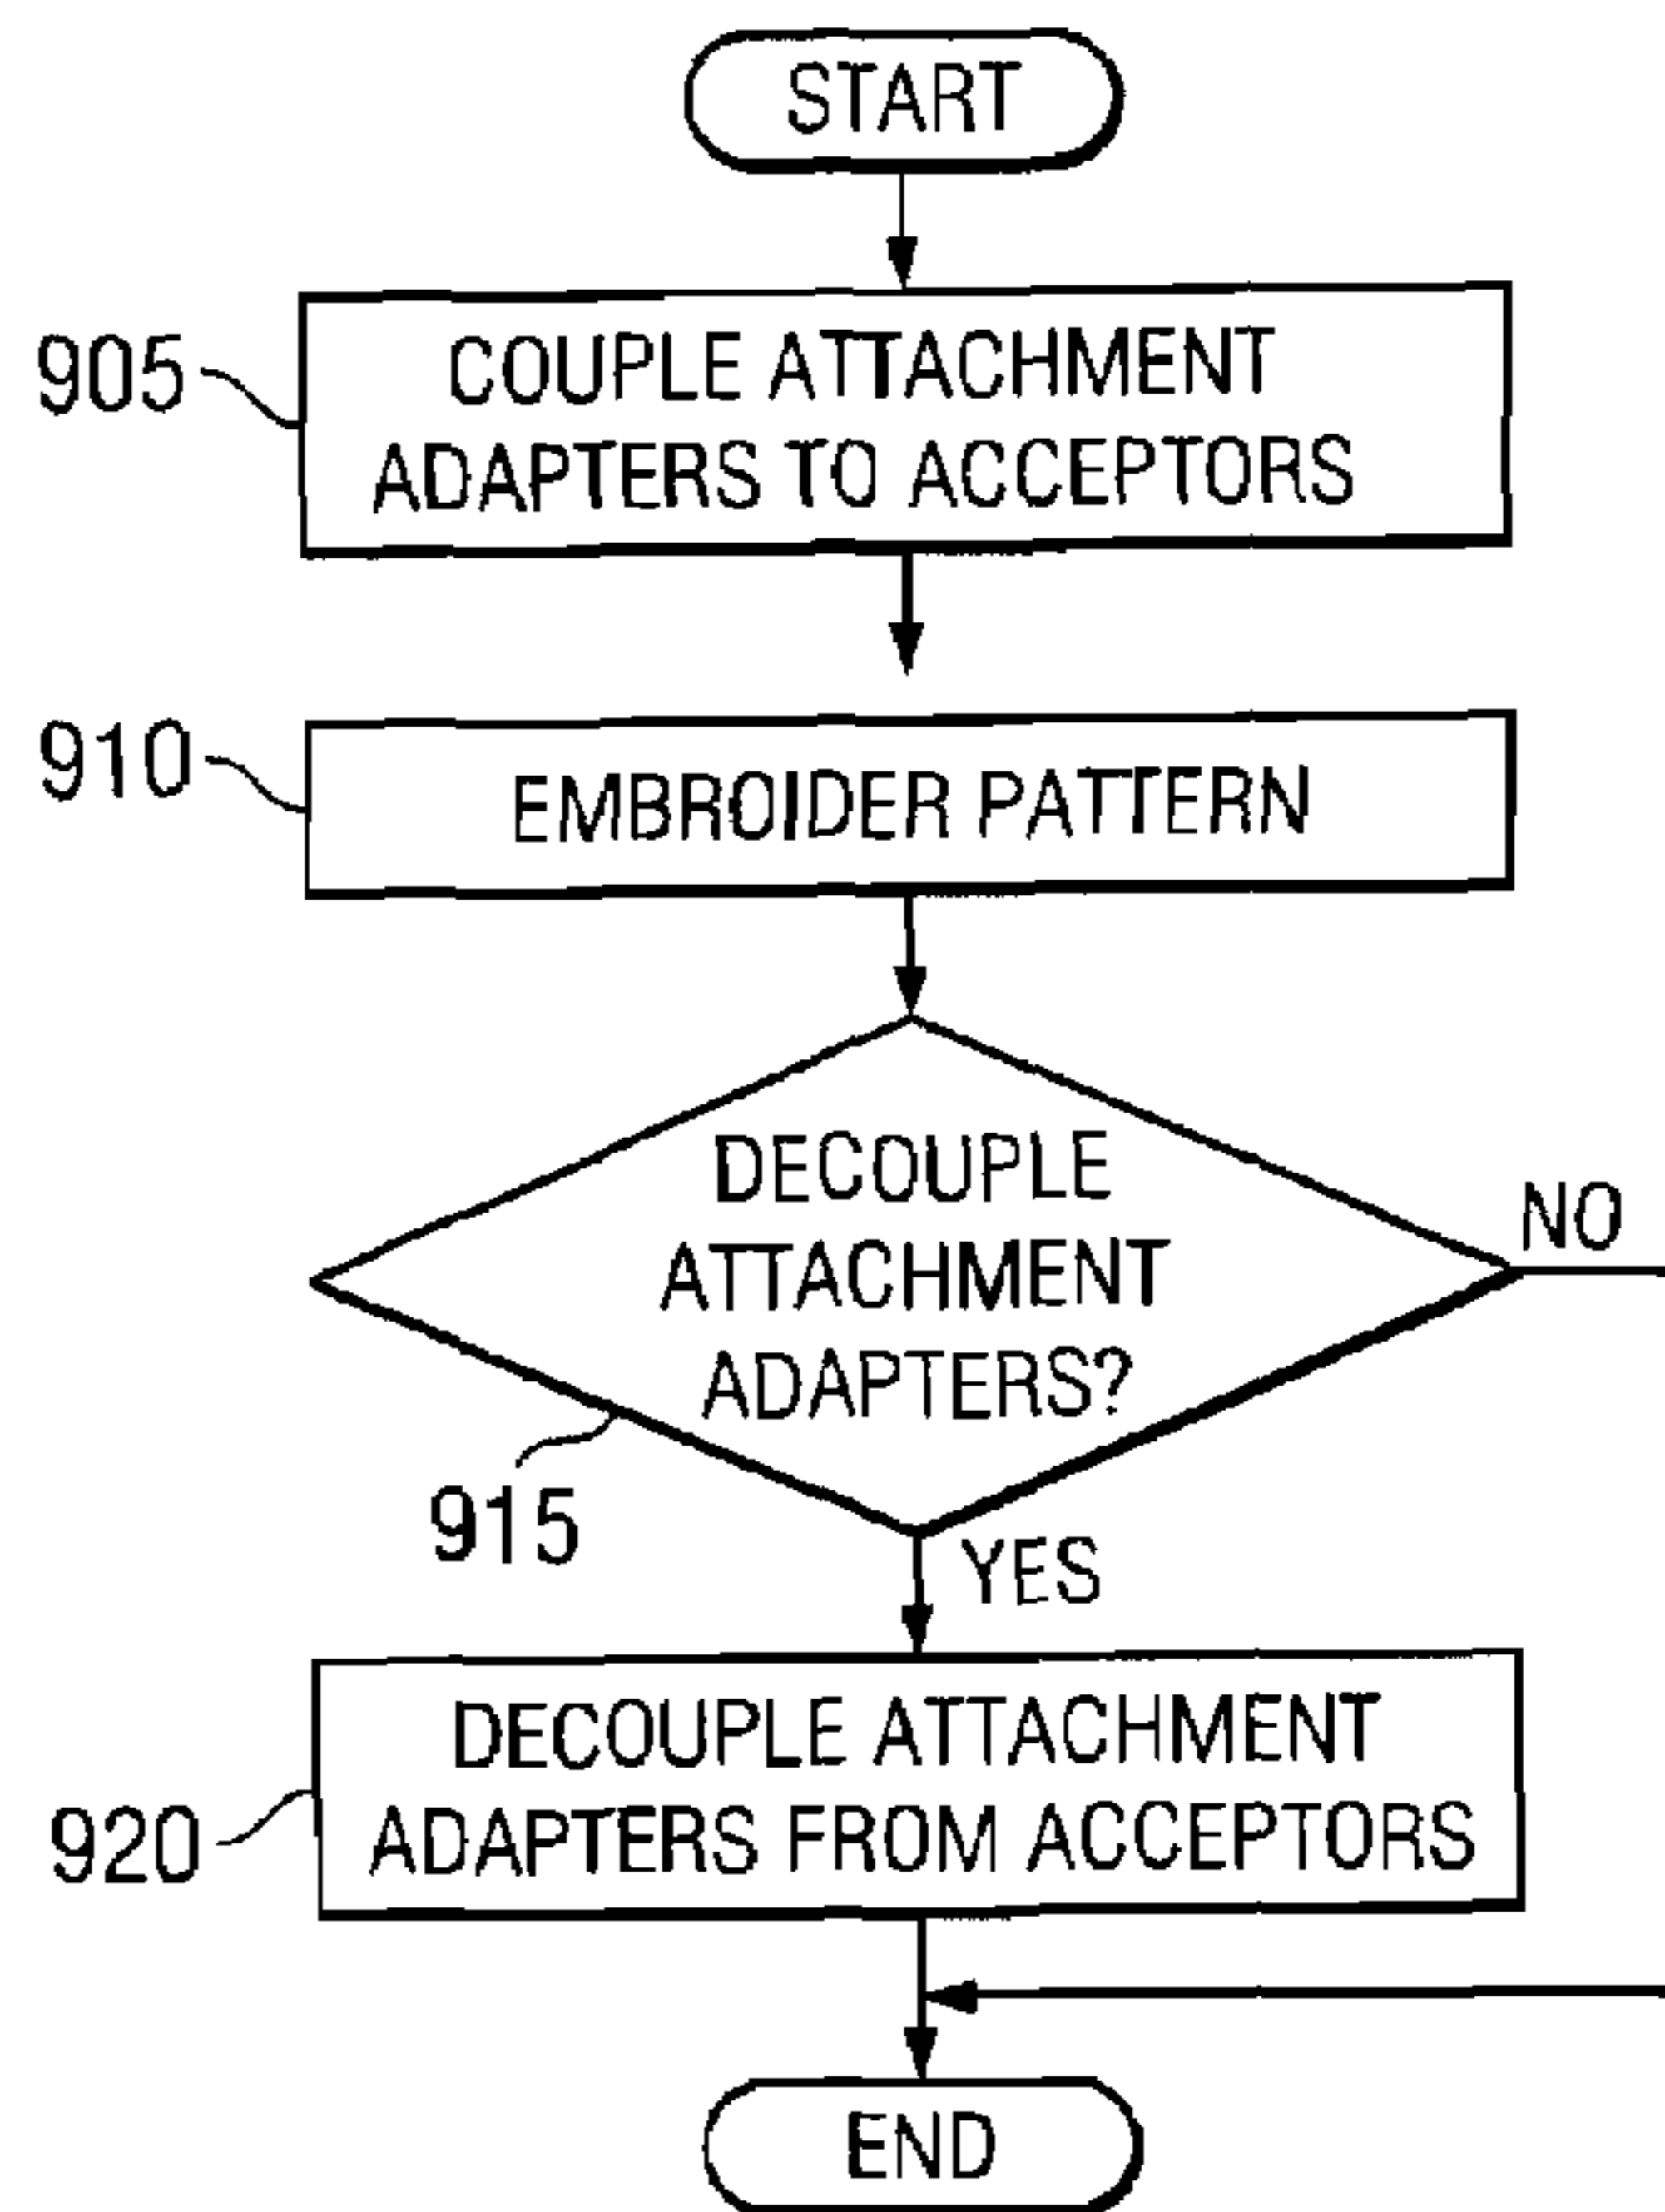 START
905
COUPLE ATTACHMENT
ADAPTERS TO ACCEPTORS
910
EMBROIDER PATTERN
DECOUPLE
ATTACHMENT
ADAPTERS?
NO
915
YES
DECOUPLE ATTACHMENT
ADAPTERS FROM ACCEPTORS
920
END